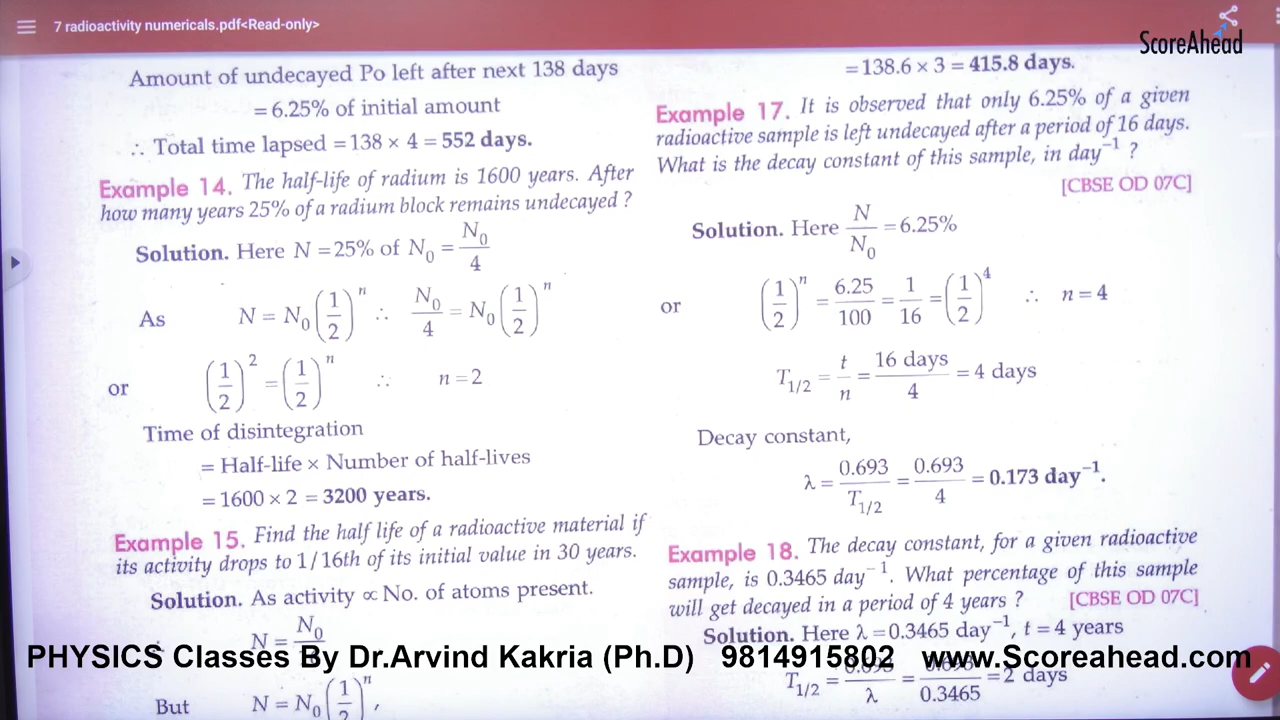 7 radioactivity numericals.pdf<Read-only>
ScoreAhead
Amount of undecayed Po left after next 138 days
= 6.25% of initial amount
∴ Total time lapsed = 138 × 4 = 552 days.
Example 14. The half-life of radium is 1600 years. After
how many years 25% of a radium block remains undecayed ?
Solution. Here N = 25% of N₀ = N₀/4
As N = N₀(1/2)ⁿ ∴ N₀/4 = N₀(1/2)ⁿ
or (1/2)² = (1/2)ⁿ ∴ n = 2
Time of disintegration
= Half-life × Number of half-lives
= 1600 × 2 = 3200 years.
Example 15. Find the half life of a radioactive material if
its activity drops to 1/16th of its initial value in 30 years.
Solution. As activity ∝ No. of atoms present.
N = N₀
But N = N₀(1/2)ⁿ,
= 138.6 × 3 = 415.8 days.
Example 17. It is observed that only 6.25% of a given
radioactive sample is left undecayed after a period of 16 days.
What is the decay constant of this sample, in day⁻¹ ?
[CBSE OD 07C]
Solution. Here N/N₀ = 6.25%
or (1/2)ⁿ = 6.25/100 = 1/16 = (1/2)⁴ ∴ n = 4
T₁/₂ = t/n = 16 days/4 = 4 days
Decay constant,
λ = 0.693/T₁/₂ = 0.693/4 = 0.173 day⁻¹.
Example 18. The decay constant, for a given radioactive
sample, is 0.3465 day⁻¹. What percentage of this sample
will get decayed in a period of 4 years ? [CBSE OD 07C]
Solution. Here λ = 0.3465 day⁻¹, t = 4 years
T₁/₂ = 0.693/λ = 0.693/0.3465 = 2 days
PHYSICS Classes By Dr.Arvind Kakria (Ph.D) 9814915802 www.Scoreahead.com